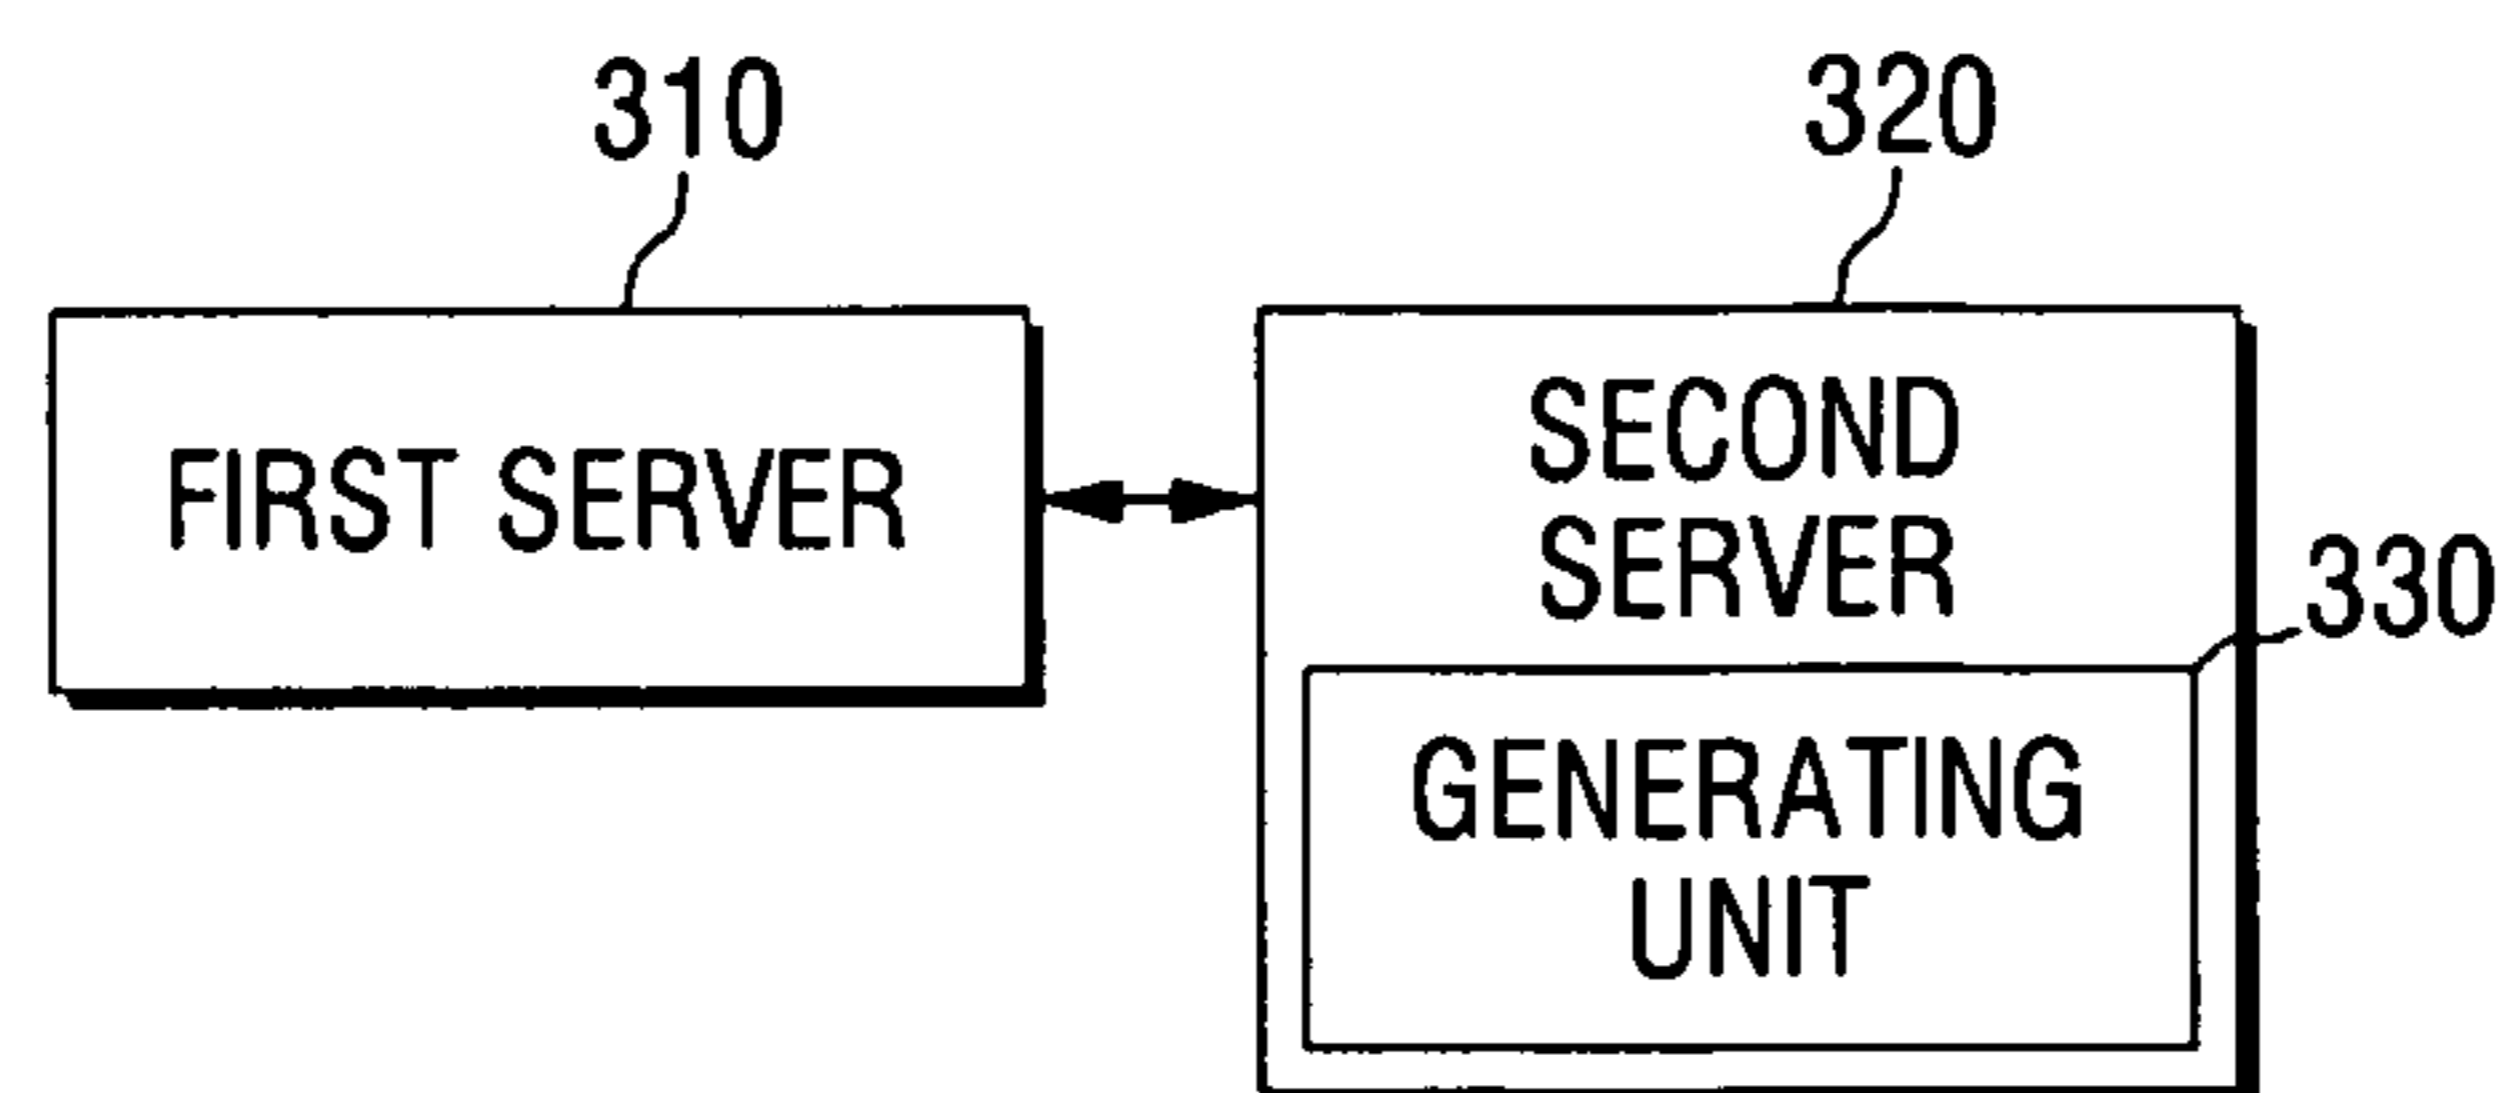 310
320
FIRST SERVER
SECOND
SERVER
330
GENERATING
UNIT